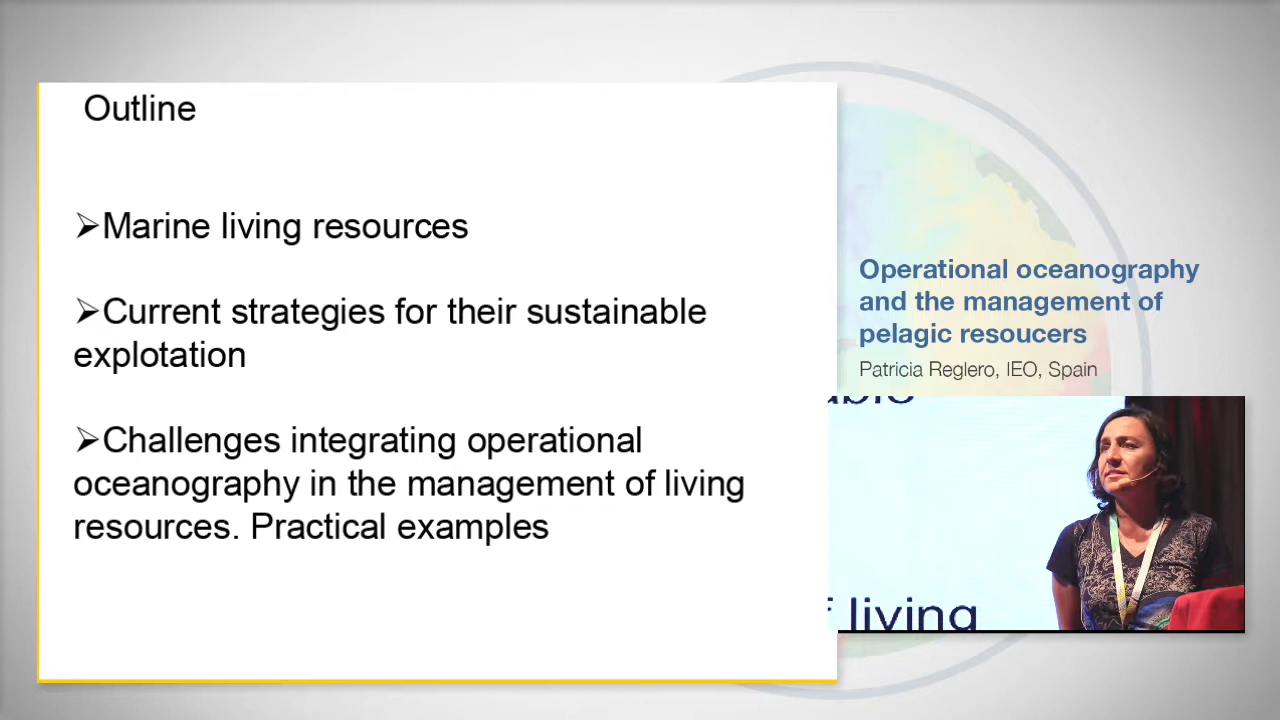 Outline
➢Marine living resources
➢Current strategies for their sustainable
explotation
➢Challenges integrating operational
oceanography in the management of living
resources. Practical examples
Operational oceanography
and the management of
pelagic resoucers
Patricia Reglero, IEO, Spain
living